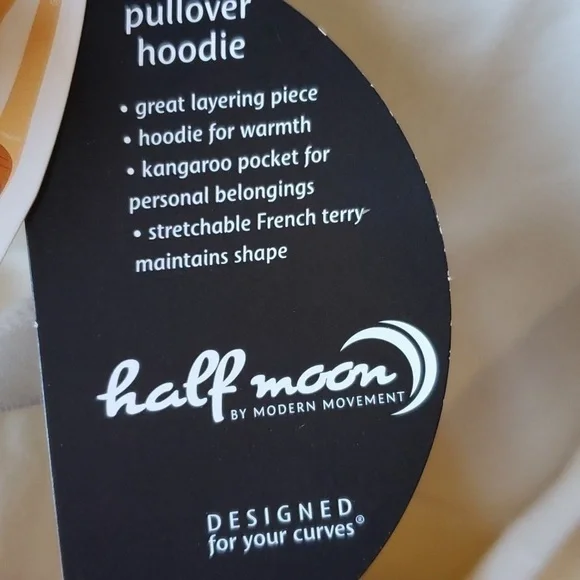 pullover
hoodie
• great layering piece
• hoodie for warmth
• kangaroo pocket for
personal belongings
• stretchable French terry
maintains shape
half moon
BY MODERN MOVEMENT
DESIGNED
for your curves®